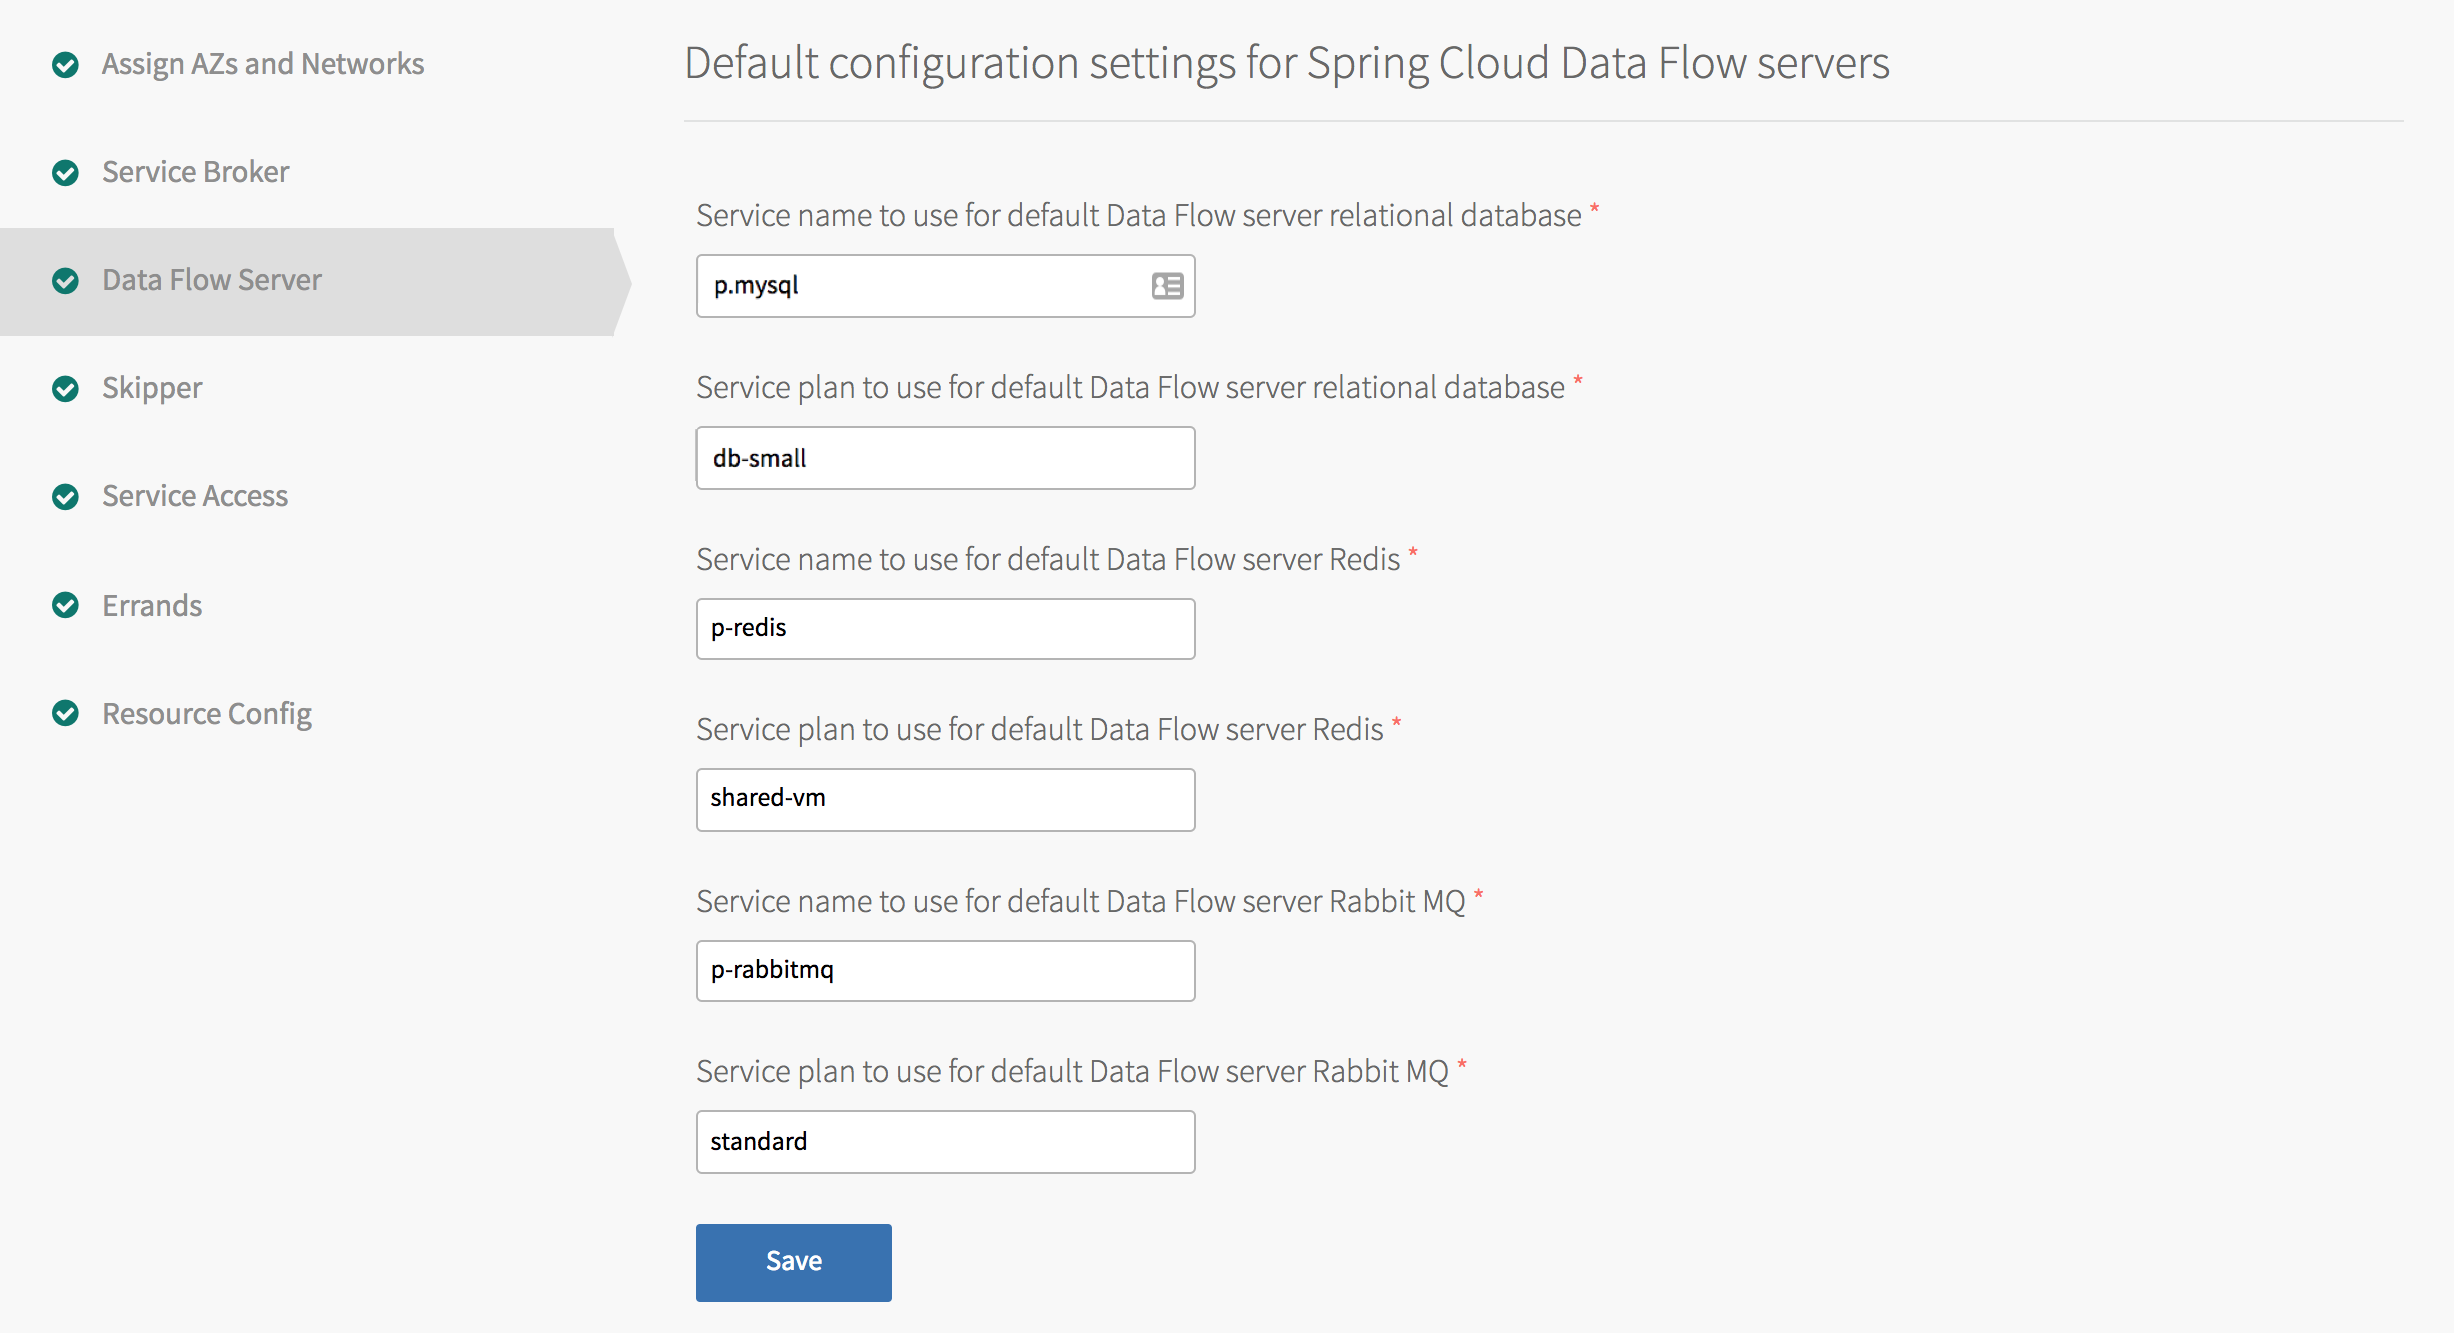 Assign AZs and Networks
Service Broker
Data Flow Server
Skipper
Service Access
Errands
Resource Config
Default configuration settings for Spring Cloud Data Flow servers
Service name to use for default Data Flow server relational database *
p.mysql
Service plan to use for default Data Flow server relational database *
db-small
Service name to use for default Data Flow server Redis *
p-redis
Service plan to use for default Data Flow server Redis *
shared-vm
Service name to use for default Data Flow server Rabbit MQ *
p-rabbitmq
Service plan to use for default Data Flow server Rabbit MQ *
standard
Save